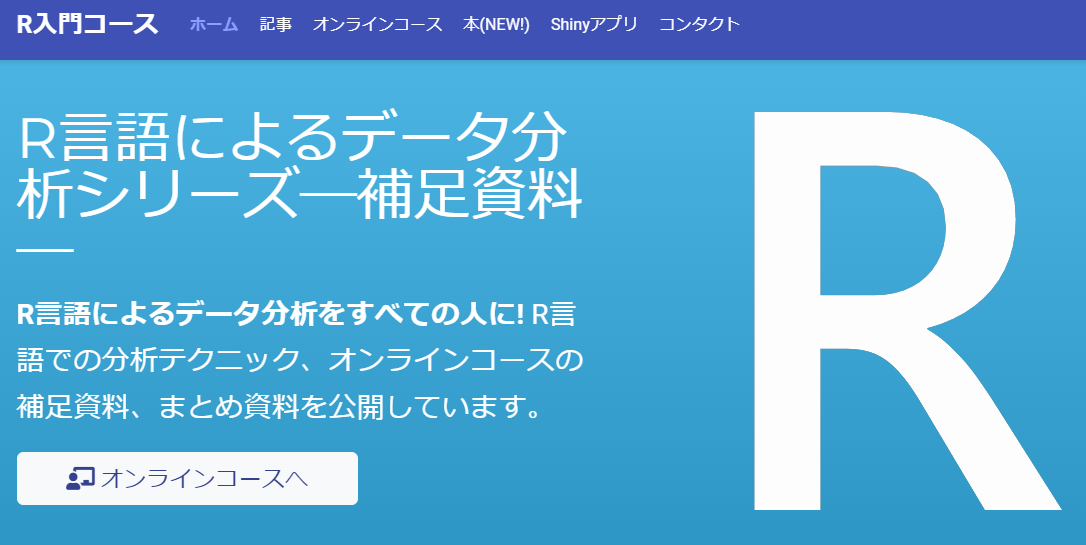 R入門コース ホーム 記事 オンラインコース 本(NEW!) Shinyアプリ コンタクト
R言語によるデータ分
析シリーズ—補足資料
R言語によるデータ分析をすべての人に! R言
語での分析テクニック、オンラインコースの
補足資料、まとめ資料を公開しています。
オンラインコースへ
R